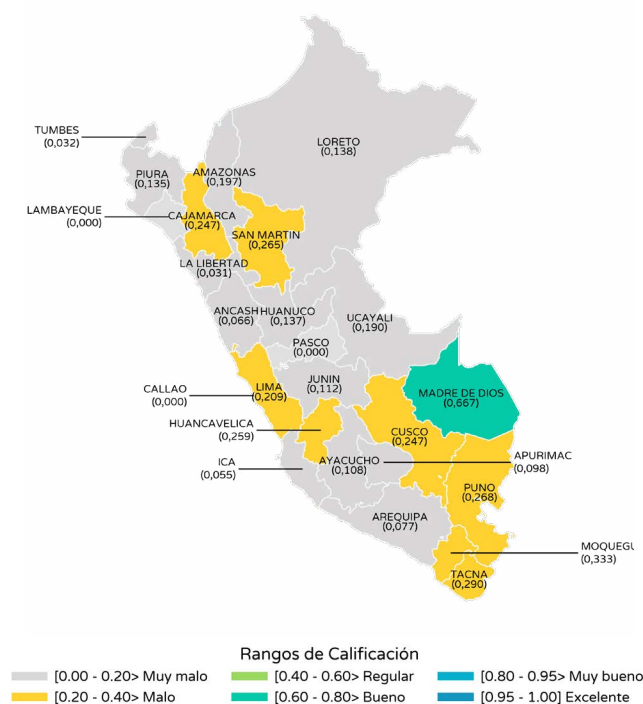 TUMBES
(0,032)
LORETO
(0,138)
AMAZONAS
(0,197)
PIURA
(0,135)
LAMBAYEQUE
(0,000)
CAJAMARCA
(0,247)
SAN MARTIN
(0,265)
LA LIBERTAD
(0,031)
ANCASH
(0,066)
HUANUCO
(0,137)
UCAYALI
(0,190)
PASCO
(0,000)
JUNIN
(0,112)
CALLAO
(0,000)
LIMA
(0,209)
MADRE DE DIOS
(0,667)
HUANCAVELICA
(0,259)
CUSCO
(0,247)
ICA
(0,055)
AYACUCHO
(0,108)
APURIMAC
(0,098)
PUNO
(0,268)
AREQUIPA
(0,077)
MOQUEGU
(0,333)
TACNA
(0,290)
Rangos de Calificación
[0.00 - 0.20> Muy malo
[0.40 - 0.60> Regular
[0.80 - 0.95> Muy bueno
[0.20 - 0.40> Malo
[0.60 - 0.80> Bueno
[0.95 - 1.00] Excelente